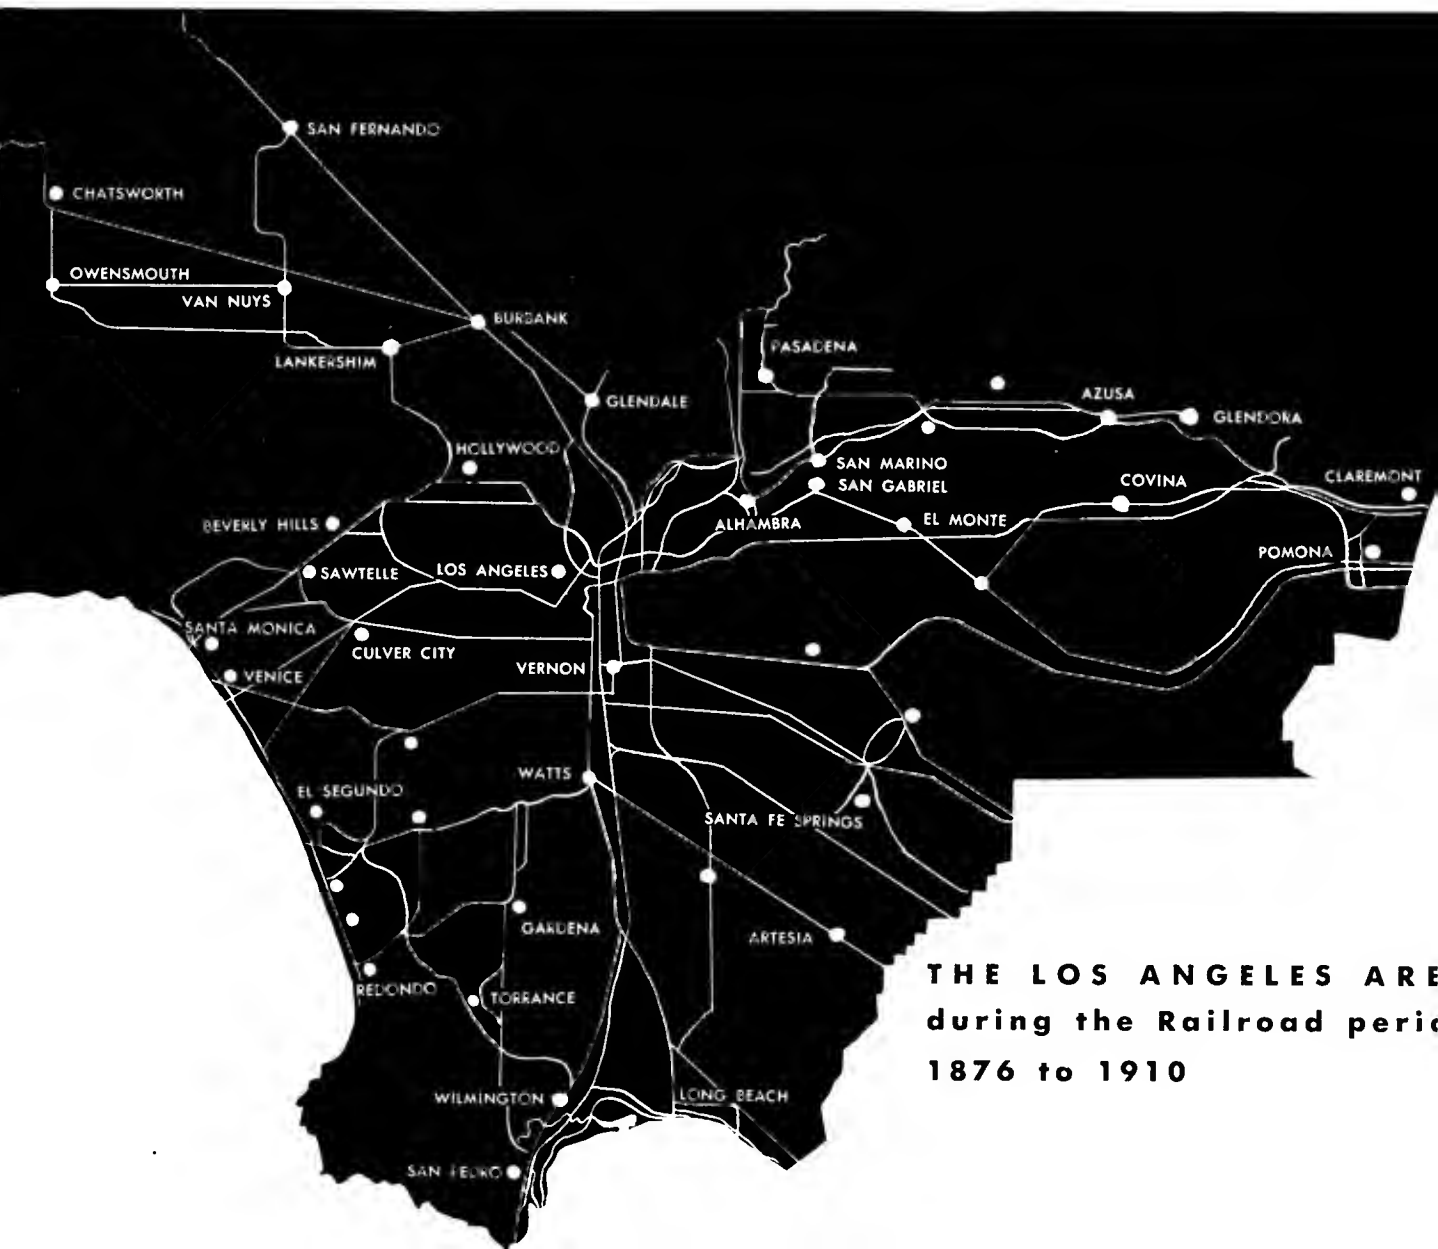 SAN FERNANDO
CHATSWORTH
OWENSMOUTH
VAN NUYS
BURBANK
LANKERSHIM
PASADENA
GLENDALE
AZUSA
GLENDORA
HOLLYWOOD
SAN MARINO
SAN GABRIEL
COVINA
CLAREMONT
BEVERLY HILLS
ALHAMBRA
EL MONTE
POMONA
SAWTELLE
LOS ANGELES
SANTA MONICA
CULVER CITY
VERNON
VENICE
WATTS
EL SEGUNDO
SANTA FE SPRINGS
GARDENA
ARTESIA
REDONDO
TORRANCE
WILMINGTON
LONG BEACH
SAN PEDRO
THE LOS ANGELES ARE
during the Railroad perio
1876 to 1910